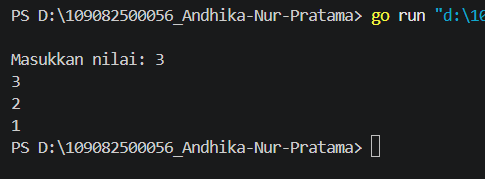 PS D:\109082500056_Andhika-Nur-Pratama> go run "d:\10
Masukkan nilai: 3
3
2
1
PS D:\109082500056_Andhika-Nur-Pratama>